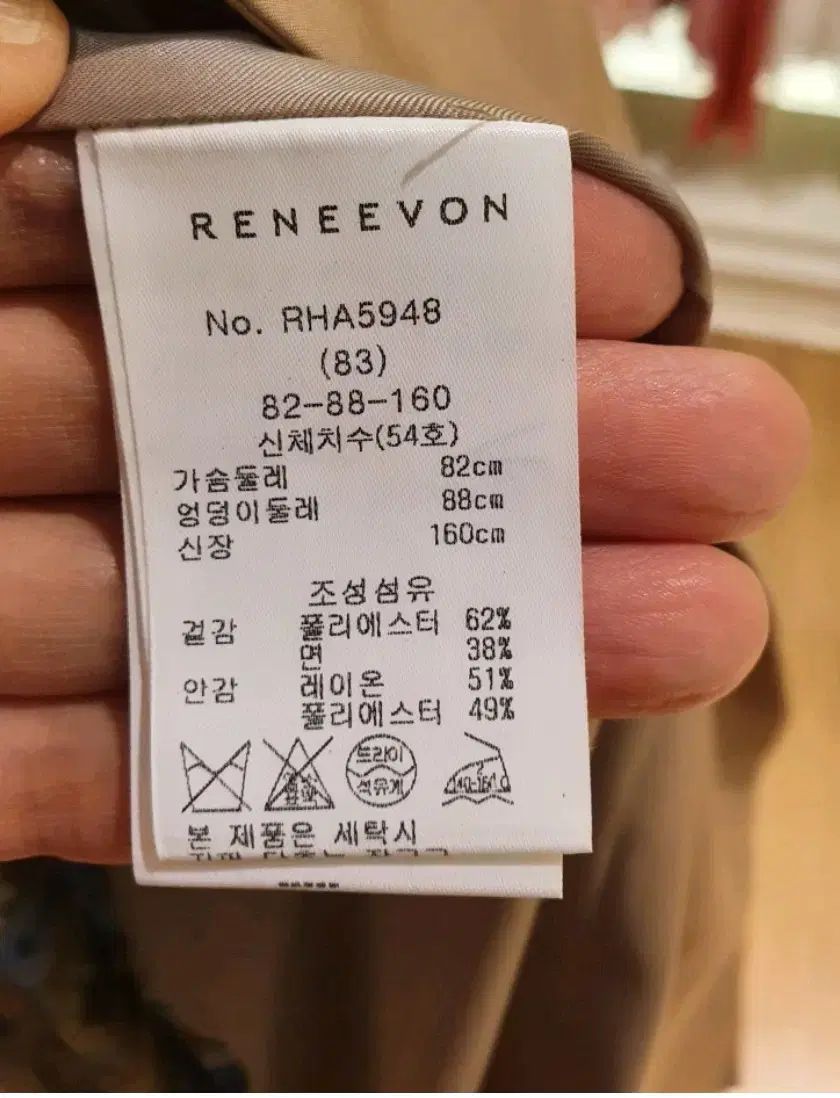 RENEEVON
No. RHA5948
(83)
82-88-160
신체치수(54호)
가슴둘레 82cm
엉덩이둘레 88cm
신장 160cm
조성섬유
겉감 폴리에스터 62%
면 38%
안감 레이온 51%
폴리에스터 49%
드라이
석유계
본 제품은 세탁시